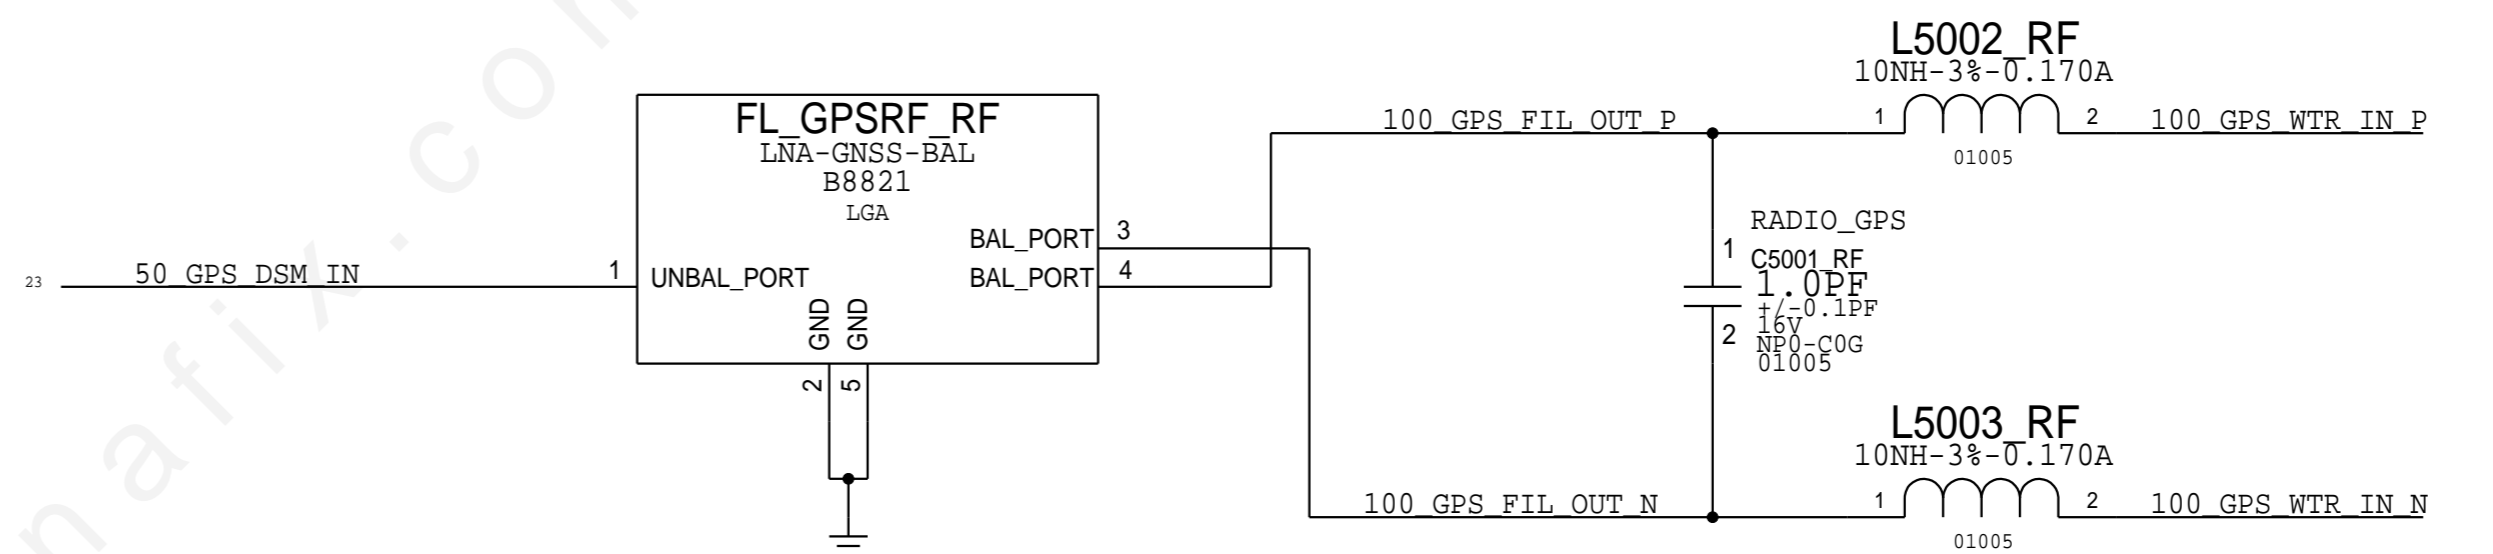 L5002_RF
10NH-3%-0.170A
FL_GPSRF_RF
LNA-GNSS-BAL
B8821
LGA
100_GPS_FIL_OUT_P
1
2
100_GPS_WTR_IN_P
01005
RADIO_GPS
BAL_PORT
3
1
C5001_RF
1.0PF
+/-0.1PF
16V
NP0-C0G
01005
2
23
50_GPS_DSM_IN
1
UNBAL_PORT
BAL_PORT
4
GND
GND
2
5
L5003_RF
10NH-3%-0.170A
100_GPS_FIL_OUT_N
1
2
100_GPS_WTR_IN_N
01005
nafix.com